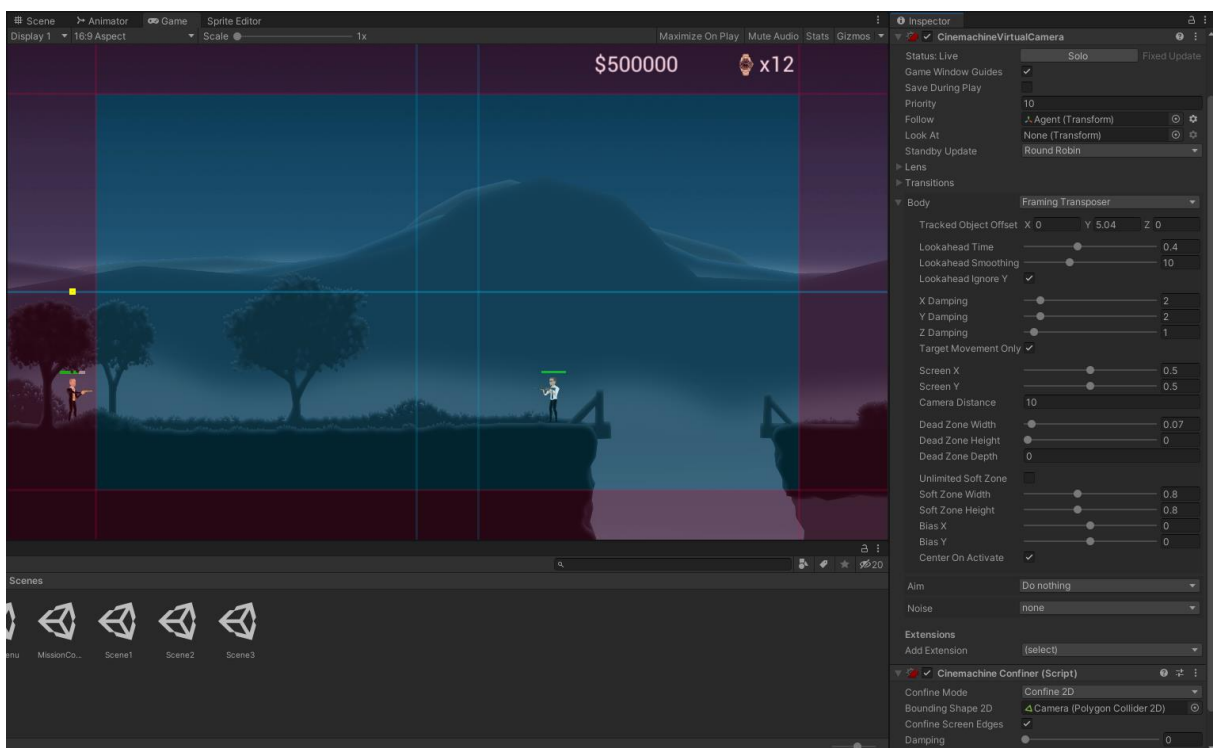 Scene Animator Game Sprite Editor
Display 1 16:9 Aspect Scale 1x Maximize On Play Mute Audio Stats Gizmos
$500000 x12
20
Scenes
enu MissionCo... Scene1 Scene2 Scene3
Inspector
CinemachineVirtualCamera
Status: Live Solo Fixed Update
Game Window Guides
Save During Play
Priority 10
Follow Agent (Transform)
Look At None (Transform)
Standby Update Round Robin
Lens
Transitions
Body Framing Transposer
Tracked Object Offset X 0 Y 5.04 Z 0
Lookahead Time 0.4
Lookahead Smoothing 10
Lookahead Ignore Y
X Damping 2
Y Damping 2
Z Damping 1
Target Movement Only
Screen X 0.5
Screen Y 0.5
Camera Distance 10
Dead Zone Width 0.07
Dead Zone Height 0
Dead Zone Depth 0
Unlimited Soft Zone
Soft Zone Width 0.8
Soft Zone Height 0.8
Bias X 0
Bias Y 0
Center On Activate
Aim Do nothing
Noise none
Extensions
Add Extension (select)
Cinemachine Confiner (Script)
Confine Mode Confine 2D
Bounding Shape 2D Camera (Polygon Collider 2D)
Confine Screen Edges
Damping 0